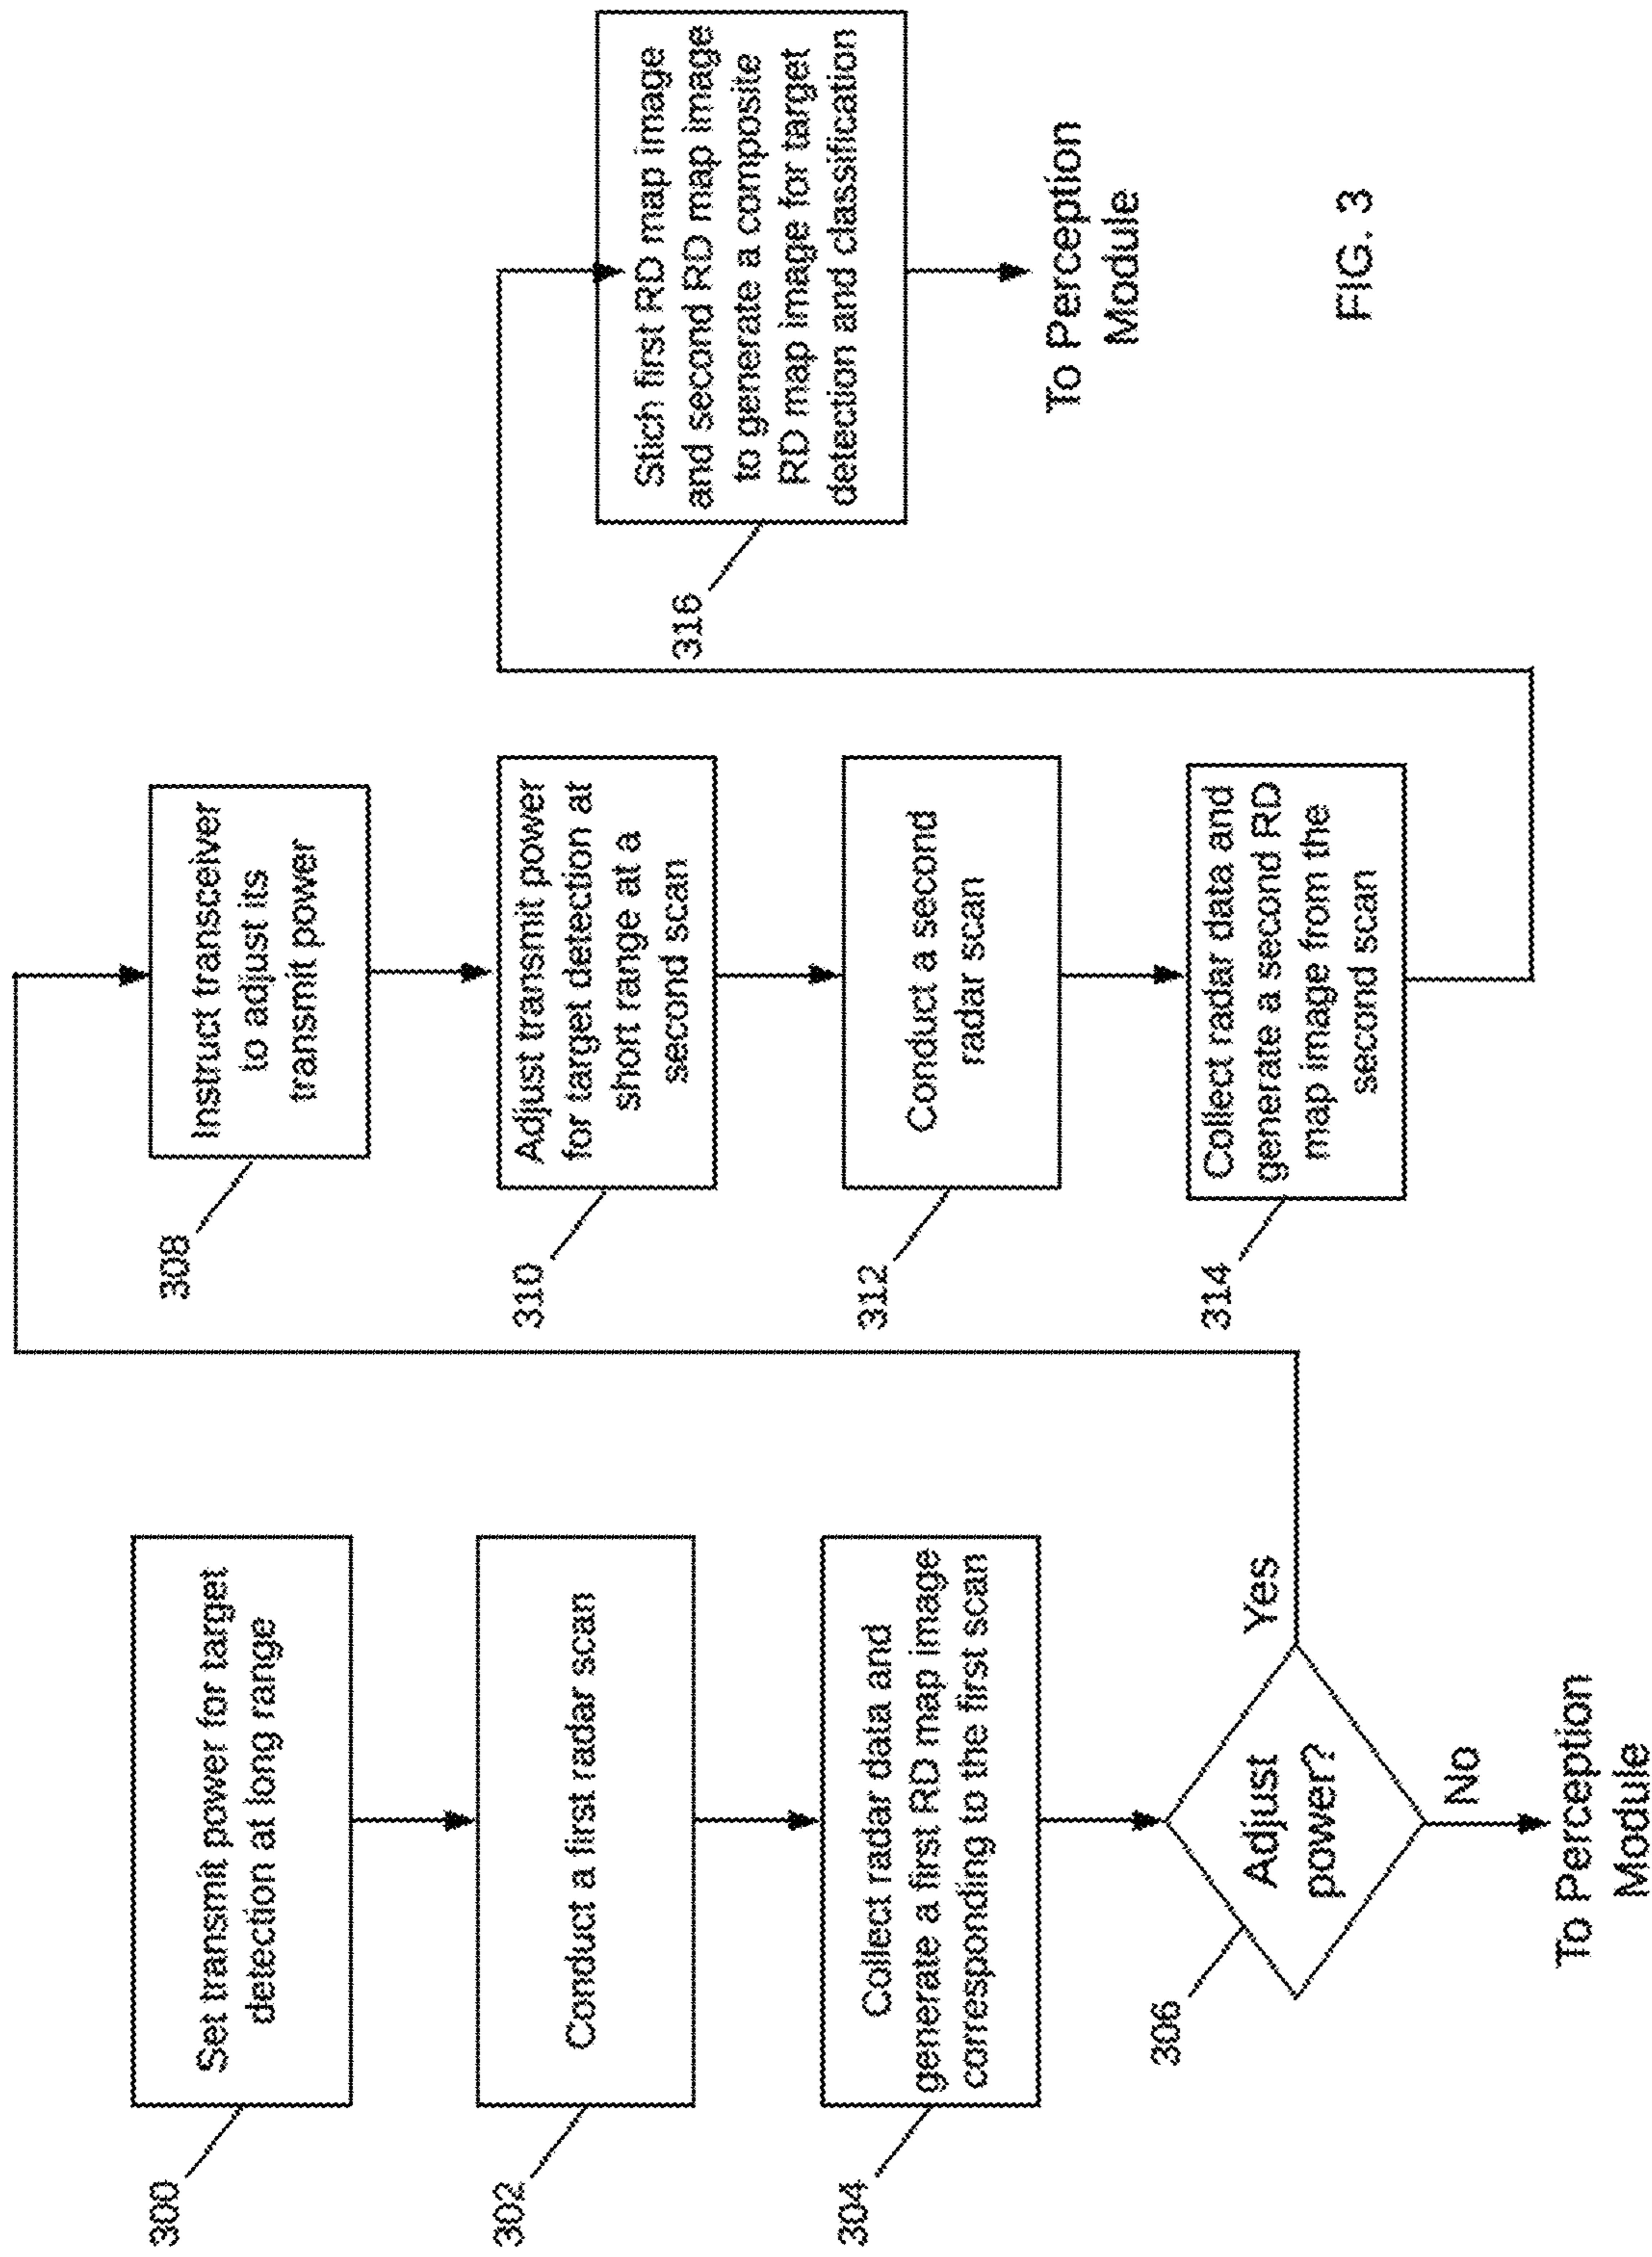 300
Set transmit power for target
detection at long range
302
Conduct a first radar scan
304
Collect radar data and
generate a first RD map image
corresponding to the first scan
306
Adjust
power?
Yes
No
To Perception
Module
308
Instruct transceiver
to adjust its
transmit power
310
Adjust transmit power
for target detection at
short range at a
second scan
312
Conduct a second
radar scan
314
Collect radar data and
generate a second RD
map image from the
second scan
316
Stich first RD map image
and second RD map image
to generate a composite
RD map image for target
detection and classification
To Perception
Module
FIG. 3